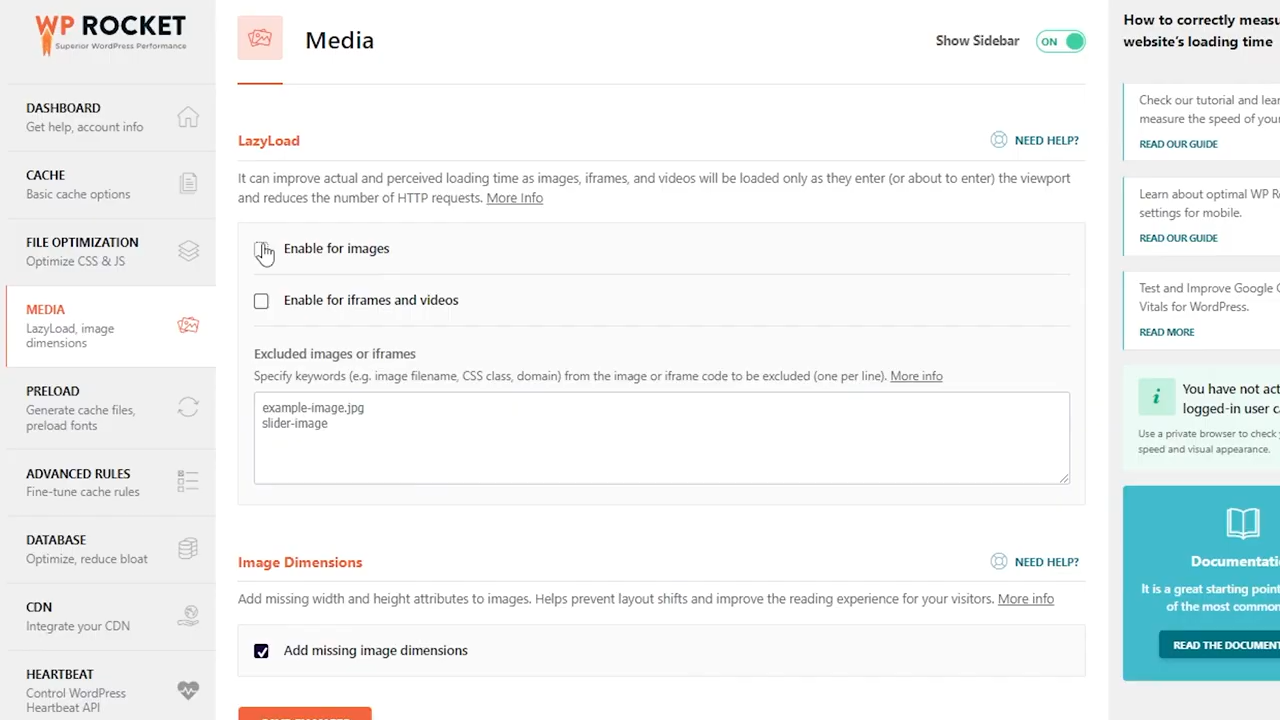 WP ROCKET
Superior WordPress Performance
DASHBOARD
Get help, account info
CACHE
Basic cache options
FILE OPTIMIZATION
Optimize CSS & JS
MEDIA
LazyLoad, image
dimensions
PRELOAD
Generate cache files,
preload fonts
ADVANCED RULES
Fine-tune cache rules
DATABASE
Optimize, reduce bloat
CDN
Integrate your CDN
HEARTBEAT
Control WordPress
Heartbeat API
Media
Show Sidebar
ON
LazyLoad
NEED HELP?
It can improve actual and perceived loading time as images, iframes, and videos will be loaded only as they enter (or about to enter) the viewport
and reduces the number of HTTP requests. More Info
Enable for images
Enable for iframes and videos
Excluded images or iframes
Specify keywords (e.g. image filename, CSS class, domain) from the image or iframe code to be excluded (one per line). More info
example-image.jpg
slider-image
Image Dimensions
NEED HELP?
Add missing width and height attributes to images. Helps prevent layout shifts and improve the reading experience for your visitors. More info
Add missing image dimensions
How to correctly measu
website's loading time
Check our tutorial and lear
measure the speed of your
READ OUR GUIDE
Learn about optimal WP Ro
settings for mobile.
READ OUR GUIDE
Test and Improve Google C
Vitals for WordPress.
READ MORE
You have not act
logged-in user ca
Use a private browser to check
speed and visual appearance.
Documentati
It is a great starting point
of the most common
READ THE DOCUMENT